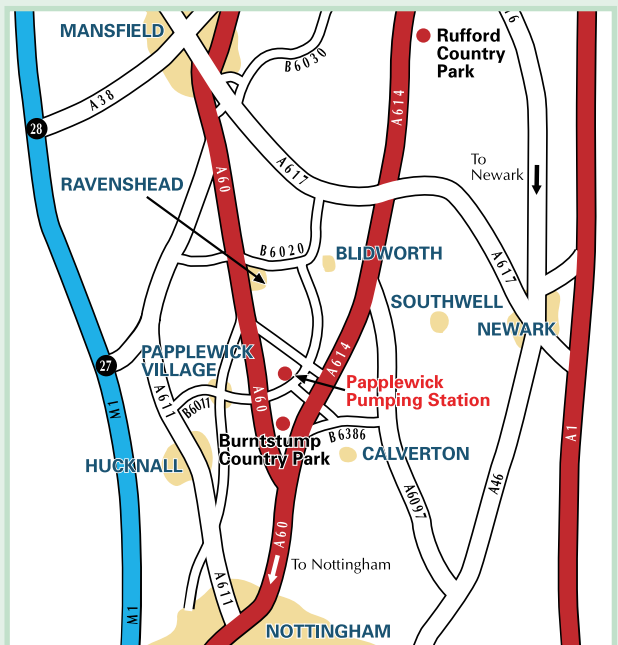 MANSFIELD
Rufford
Country
Park
B6030
A38
A614
28
6
To
Newark
A617
A60
RAVENSHEAD
B6020
BLIDWORTH
A617
SOUTHWELL
NEWARK
PAPPLEWICK
VILLAGE
27
A614
Papplewick
Pumping Station
M1
A611
B6011
A60
Burntstump
Country Park
B6386
A1
HUCKNALL
CALVERTON
A6097
A46
A60
To Nottingham
A611
M1
NOTTINGHAM